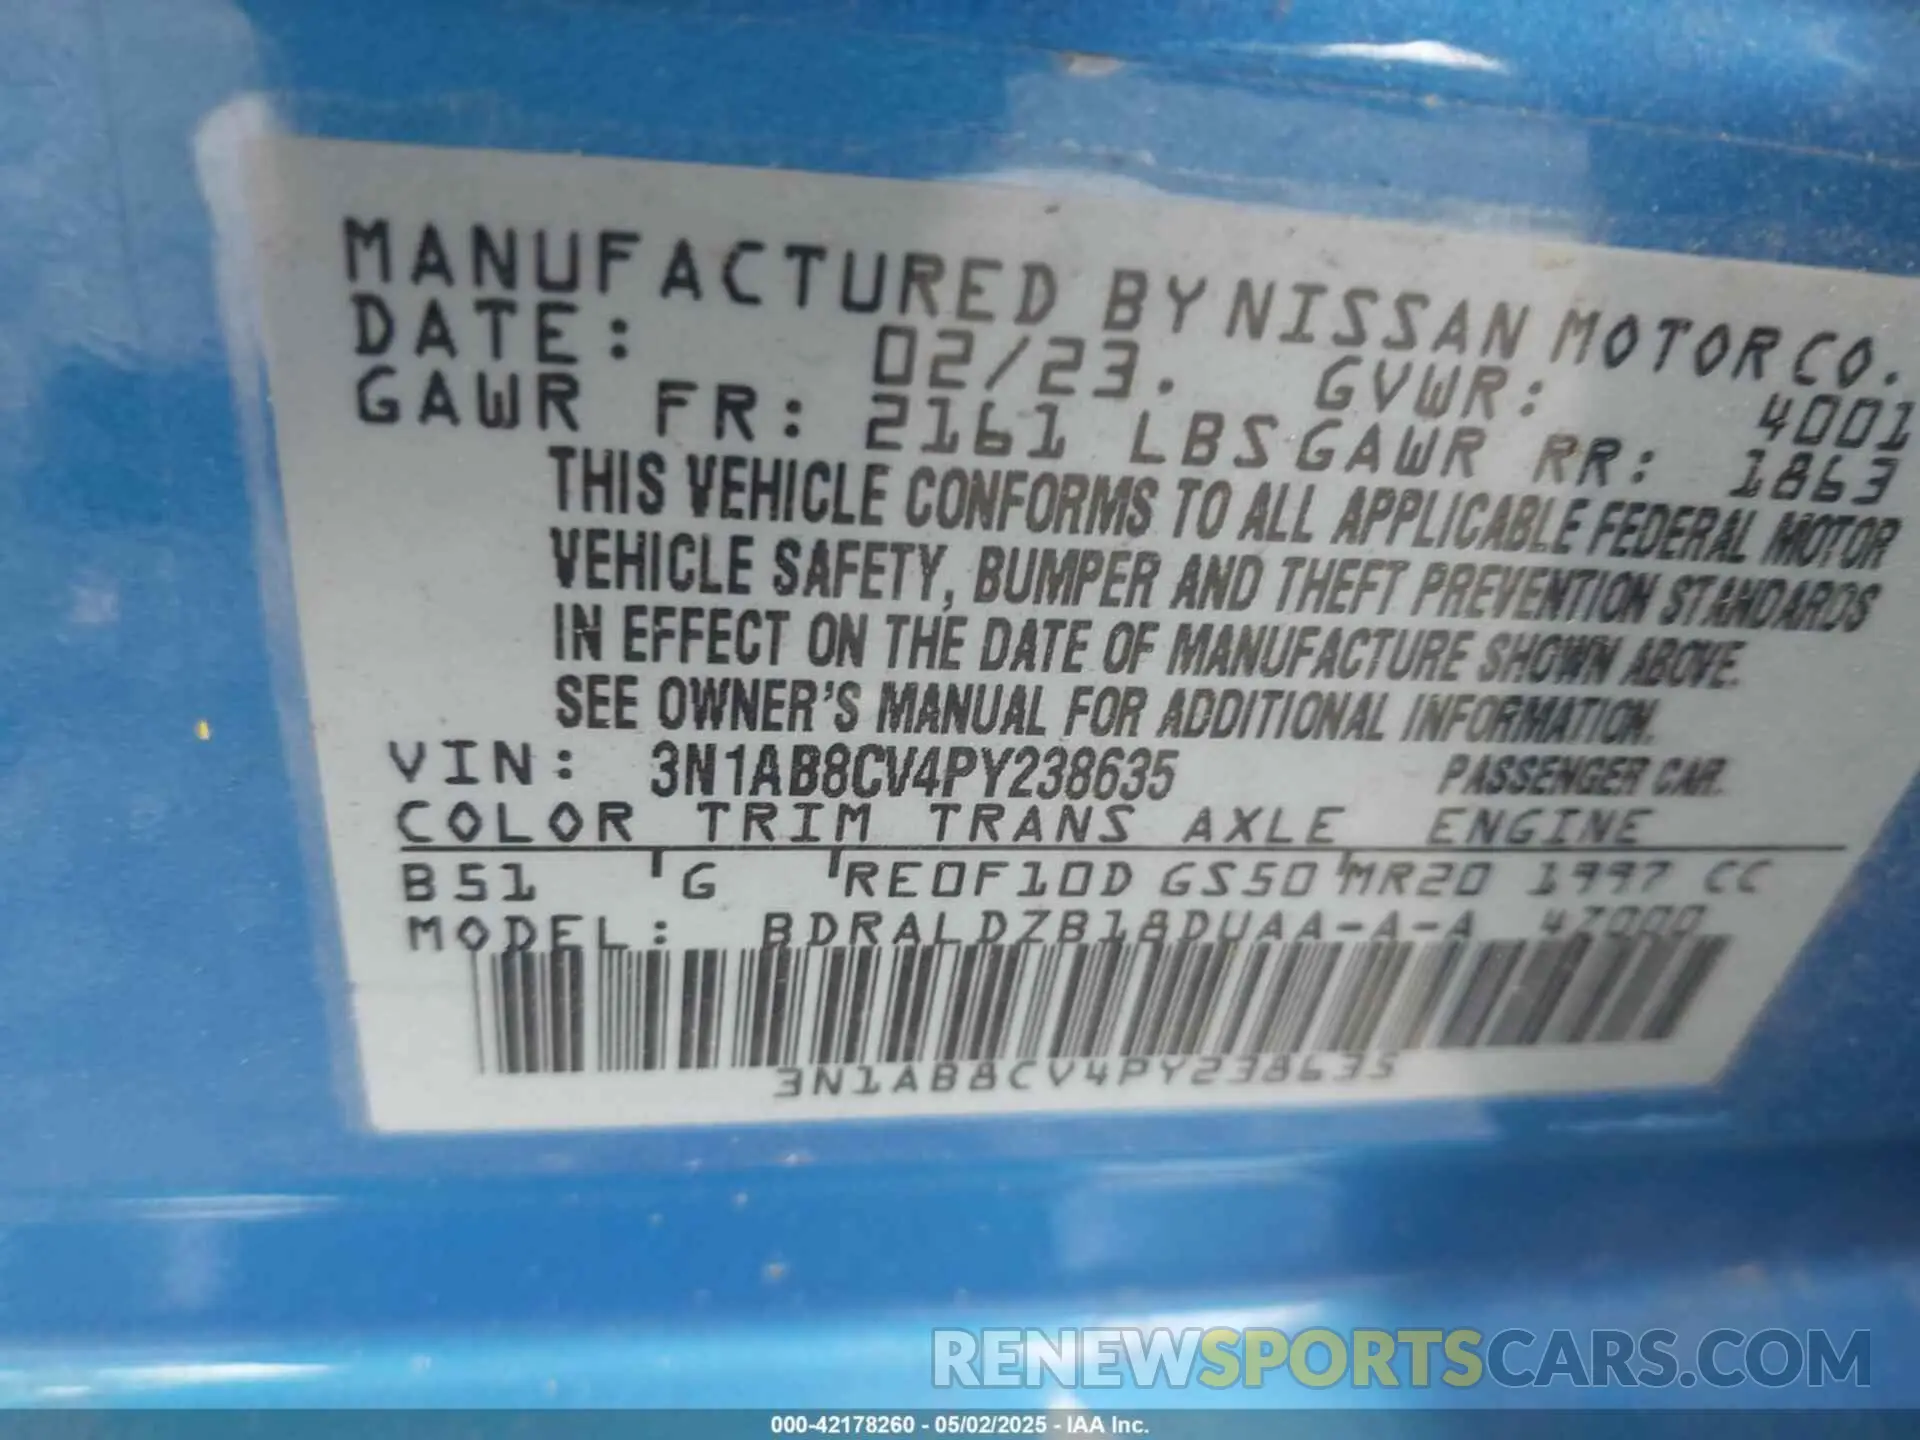 MANUFACTURED BY NISSAN MOTOR CO.
DATE: 02/23. GVWR: 4001
GAWR FR: 2161 LBS GAWR RR: 1863
THIS VEHICLE CONFORMS TO ALL APPLICABLE FEDERAL MOTOR
VEHICLE SAFETY, BUMPER AND THEFT PREVENTION STANDARDS
IN EFFECT ON THE DATE OF MANUFACTURE SHOWN ABOVE.
SEE OWNER'S MANUAL FOR ADDITIONAL INFORMATION.
VIN: 3N1AB8CV4PY238635 PASSENGER CAR.
COLOR TRIM TRANS AXLE ENGINE
B51 G RE0F10D GS50 MR20 1997 CC
MODEL: BDRALDZB18DUAA-A-A 47000
3N1AB8CV4PY238635
RENEWSPORTSCARS.COM
000-42178260 - 05/02/2025 - IAA Inc.